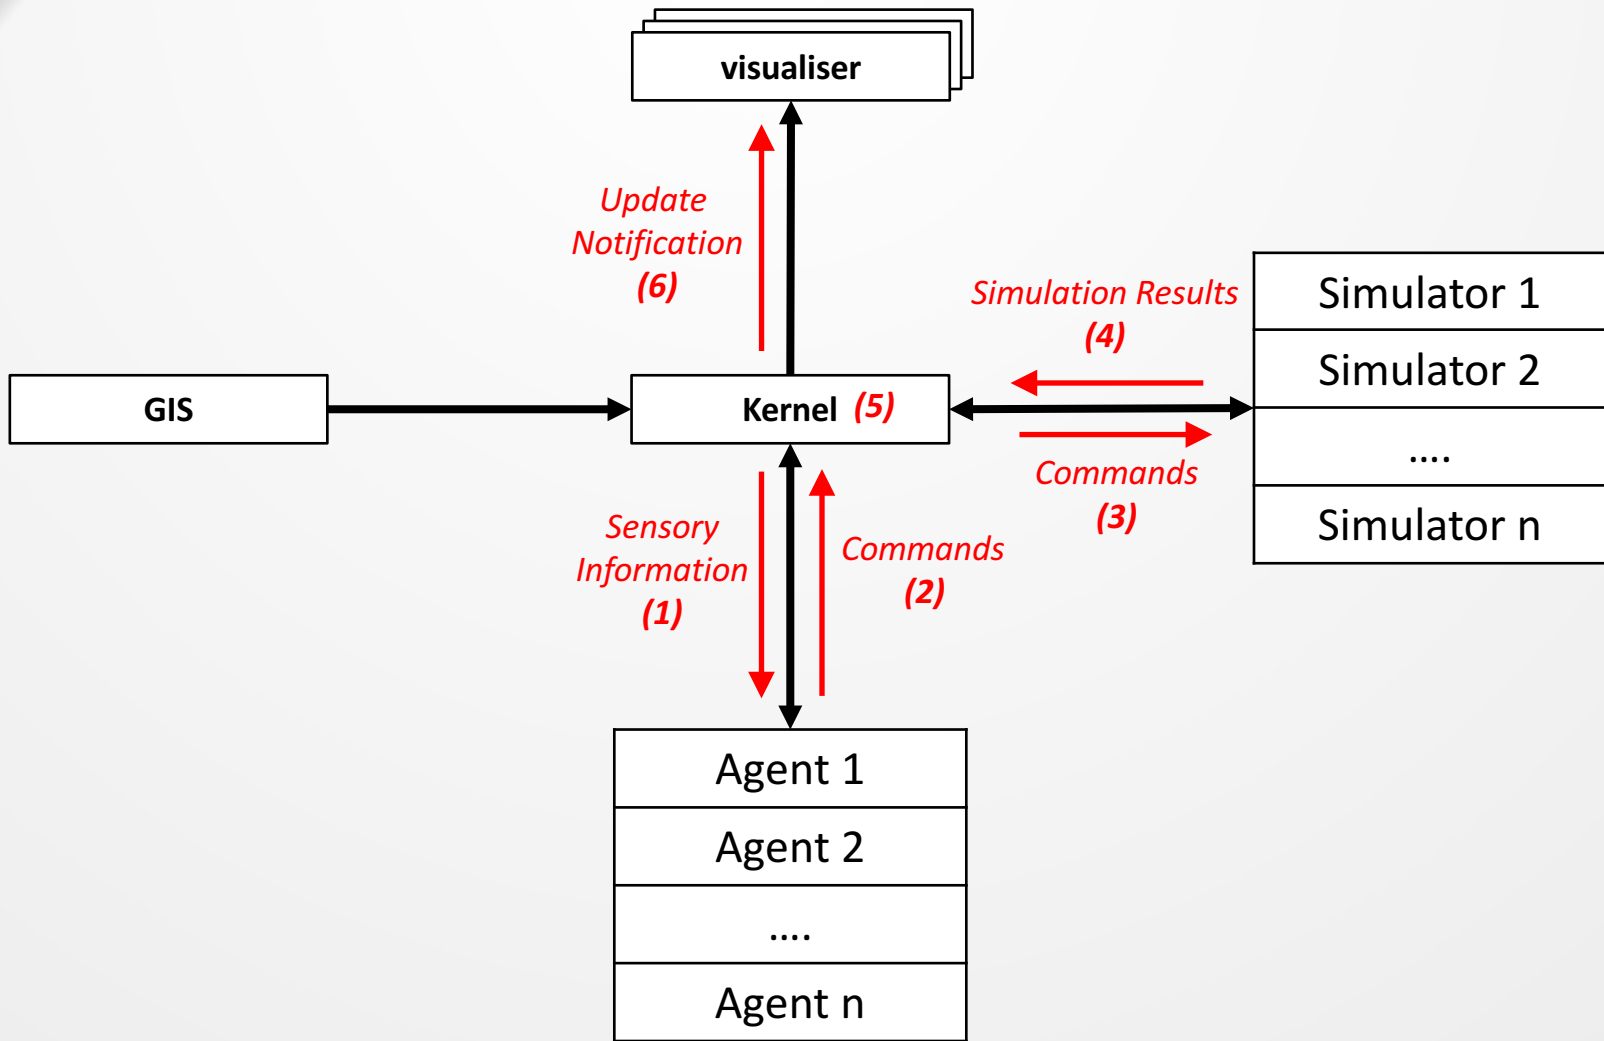 visualiser
Update
Notification
(6)
Simulation Results
(4)
Simulator 1
Simulator 2
....
Simulator n
GIS
Kernel (5)
Commands
(3)
Sensory
Information
(1)
Commands
(2)
Agent 1
Agent 2
....
Agent n